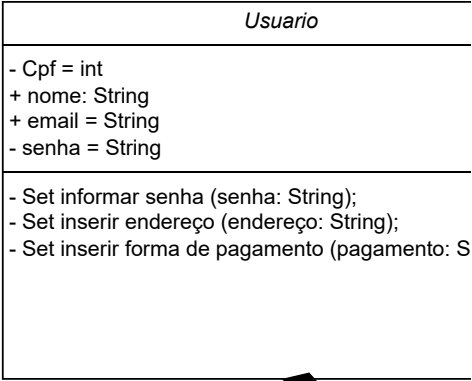 Usuario
- Cpf = int
+ nome: String
+ email = String
- senha = String
- Set informar senha (senha: String);
- Set inserir endereço (endereço: String);
- Set inserir forma de pagamento (pagamento: S